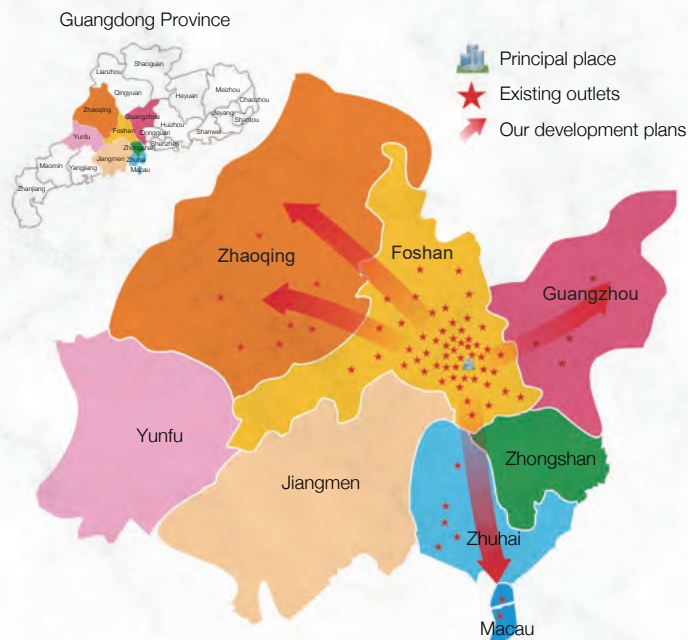 Guangdong Province
Shaoguan
Lianzhou
Qingyuan
Meizhou
Heyuan
Chaozhou
Zhaoqing
Guangzhou
Jieyang
Shantou
Huizhou
Foshan
Dongguan
Shanwei
Yunfu
Shenzhen
Zhongshan
Jiangmen
Zhuhai
Maomin
Yangjiang
Macau
Zhanjiang
Principal place
Existing outlets
Our development plans
Zhaoqing
Foshan
Guangzhou
Yunfu
Zhongshan
Jiangmen
Zhuhai
Macau